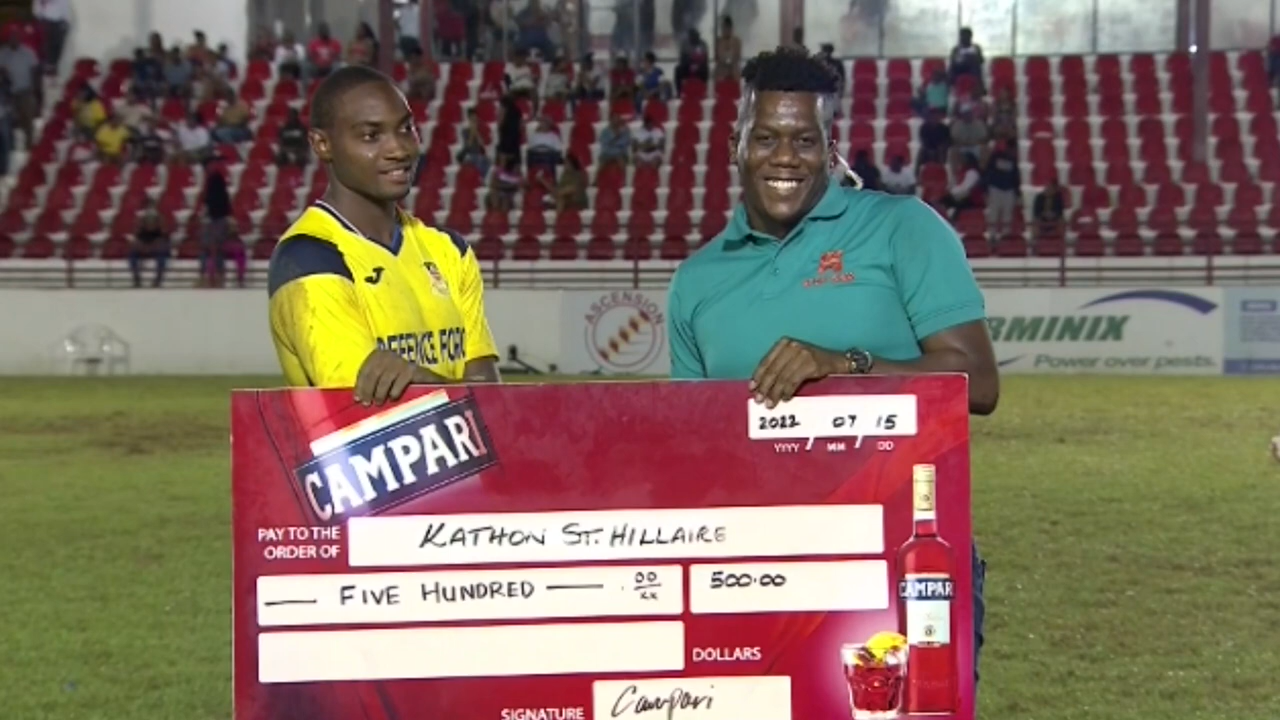 DEFENCE FORC
ASCENSION
RMINIX
Power over pests.
CAMPARI
2022 / 07 / 15
YYYY MM DD
PAY TO THE
ORDER OF
KATHON ST. HILLAIRE
FIVE HUNDRED 00/xx
500.00
CAMPARI
DOLLARS
SIGNATURE
Campari